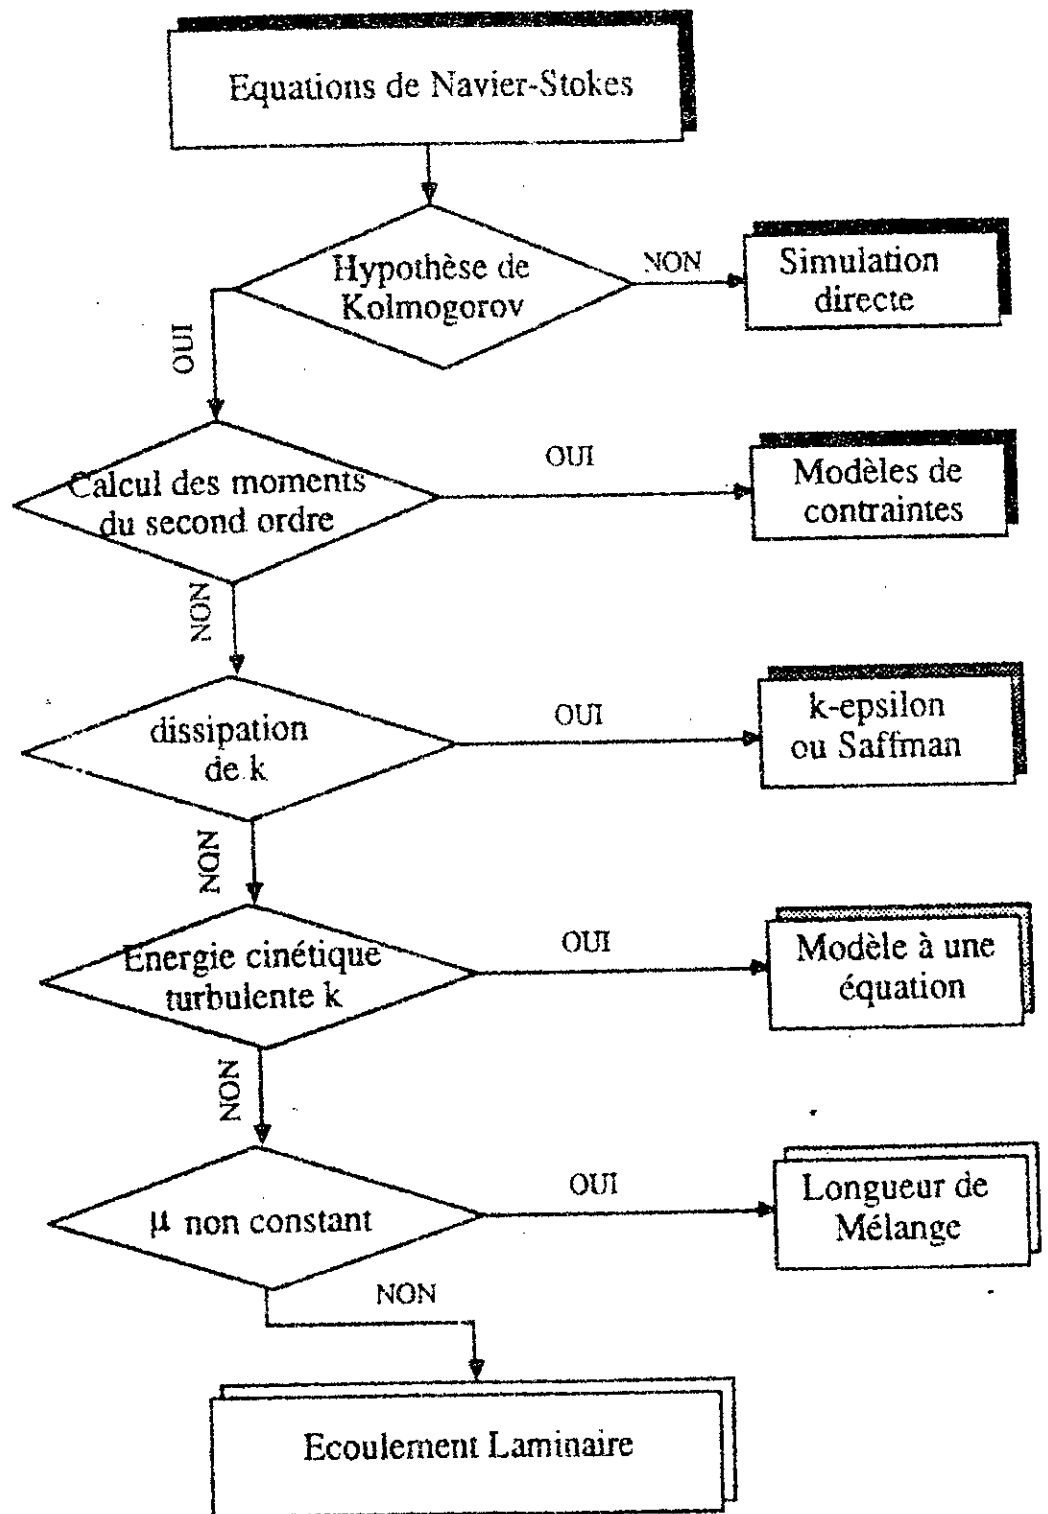 Equations de Navier-Stokes
Hypothèse de
Kolmogorov
NON
Simulation
directe
OUI
Calcul des moments
du second ordre
OUI
Modèles de
contraintes
NON
dissipation
de k
OUI
k-epsilon
ou Saffman
NON
Energie cinétique
turbulente k
OUI
Modèle à une
équation
NON
μ non constant
OUI
Longueur de
Mélange
NON
Ecoulement Laminaire